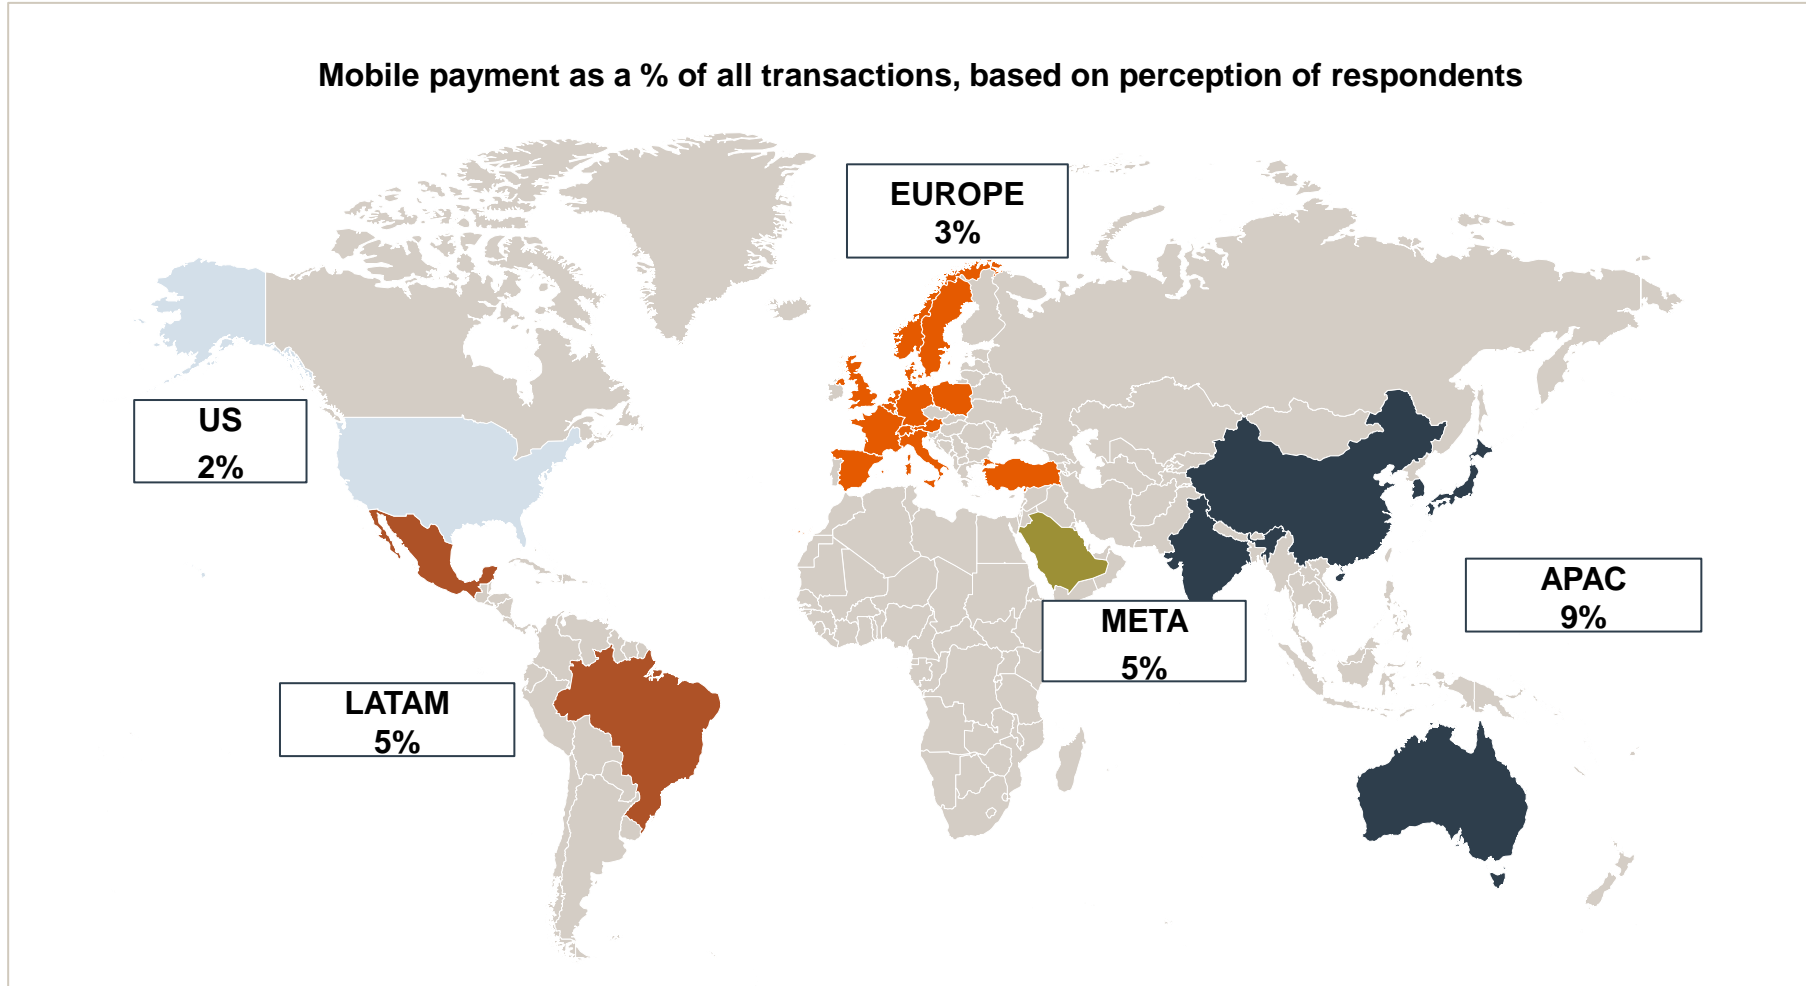 Mobile payment as a % of all transactions, based on perception of respondents
EUROPE
3%
US
2%
APAC
9%
META
5%
LATAM
5%